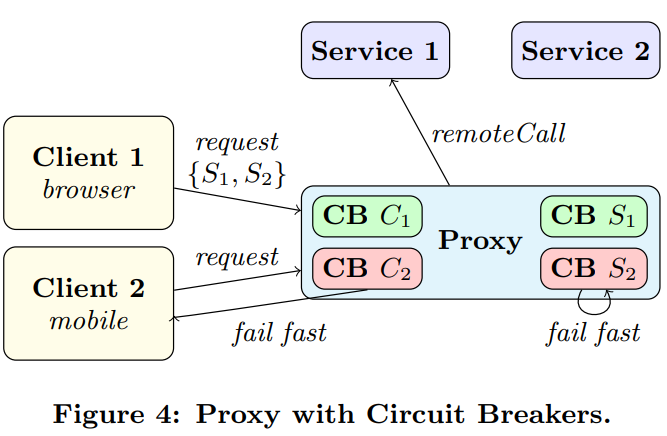 Service 1
Service 2
remoteCall
Client 1
browser
request
{S₁, S₂}
CB C₁
CB S₁
Proxy
CB C₂
CB S₂
Client 2
mobile
request
fail fast
fail fast
Figure 4: Proxy with Circuit Breakers.